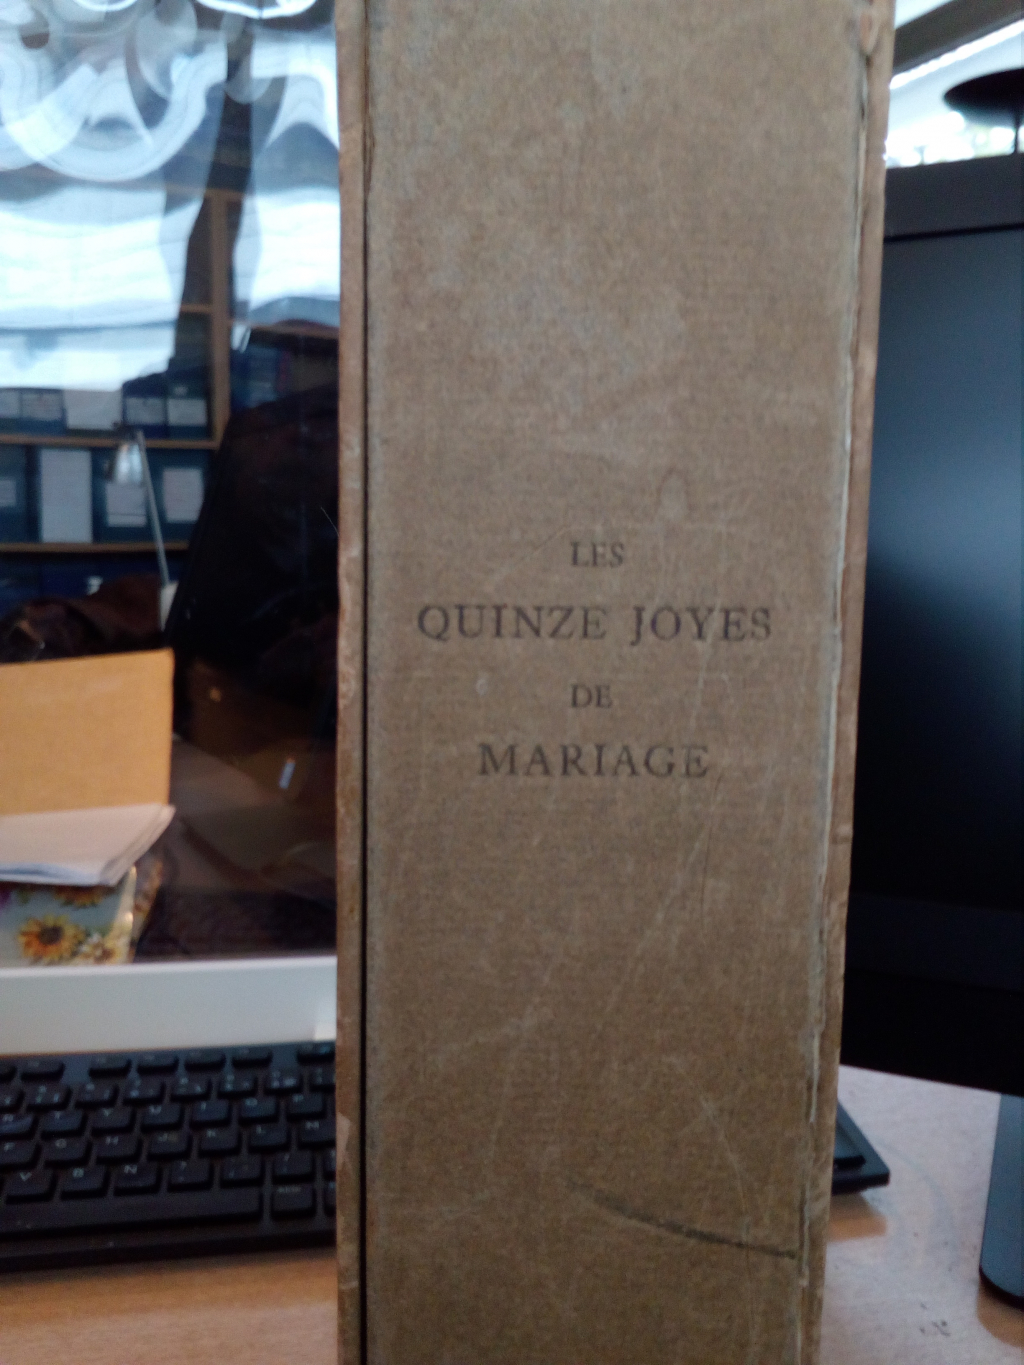 LES
QUINZE JOYES
DE
MARIAGE